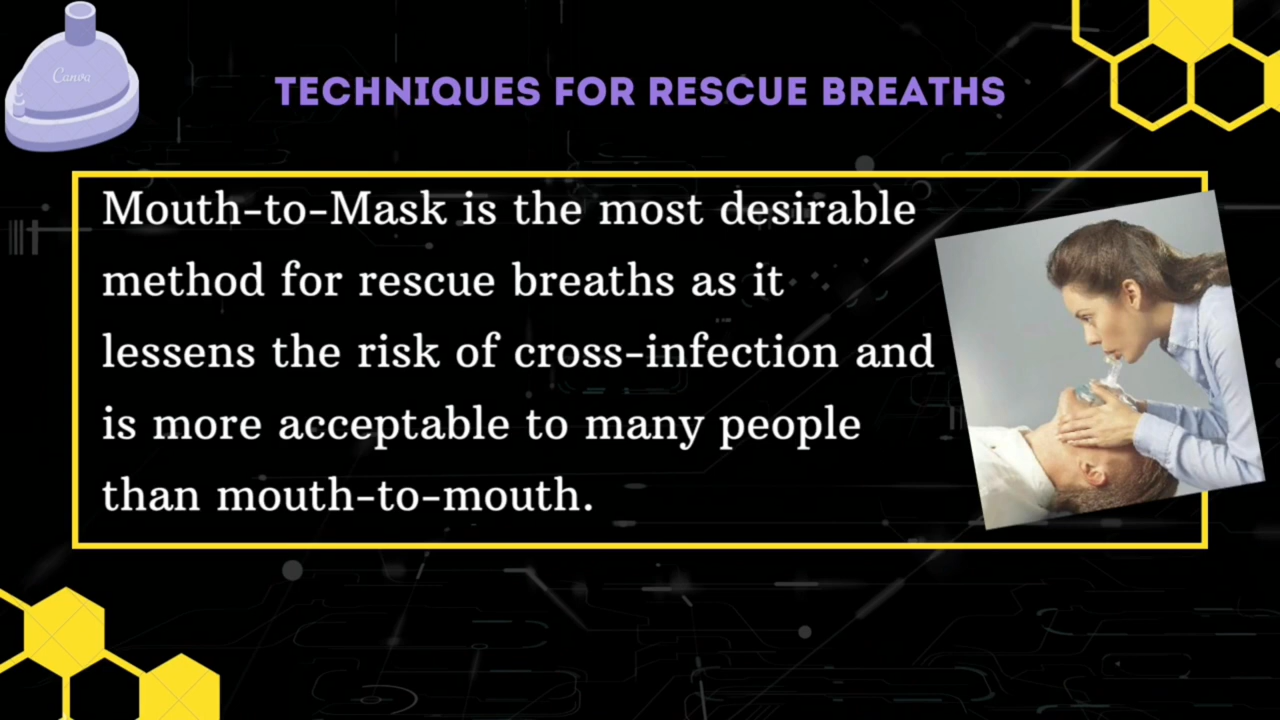 Canva
TECHNIQUES FOR RESCUE BREATHS
Mouth-to-Mask is the most desirable
method for rescue breaths as it
lessens the risk of cross-infection and
is more acceptable to many people
than mouth-to-mouth.